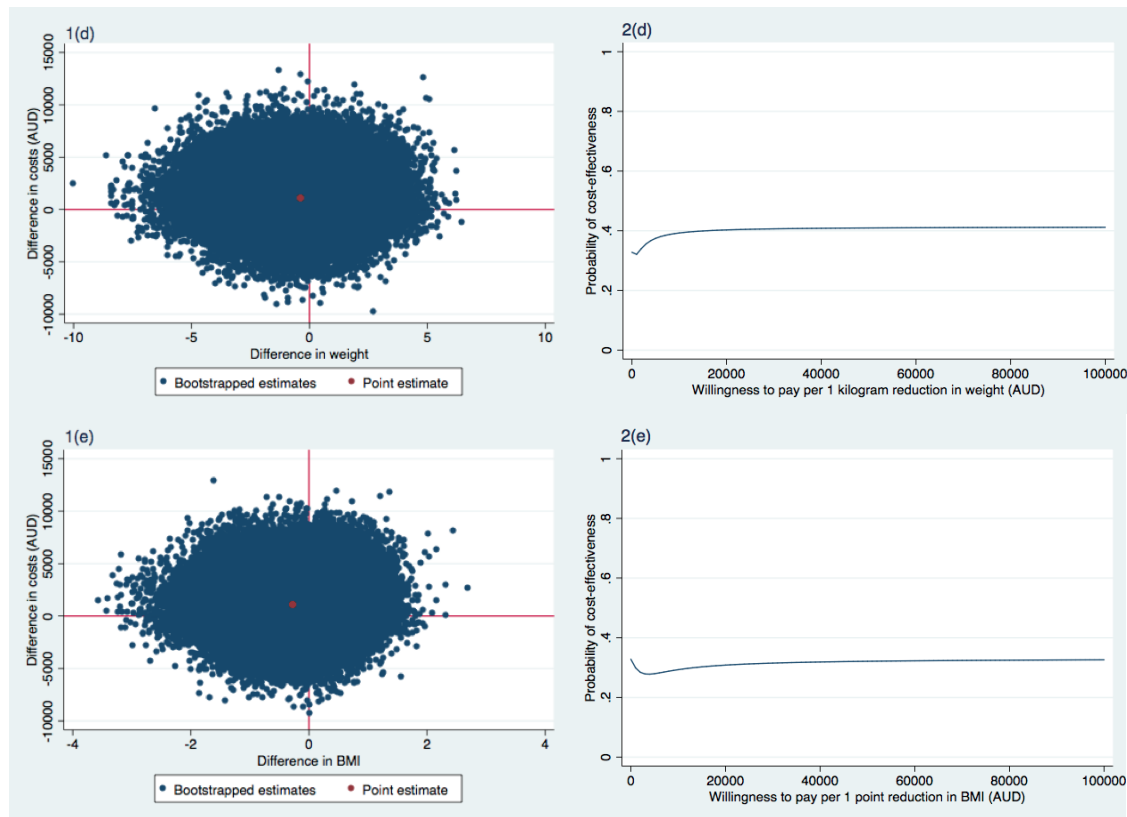 1(d)
Difference in costs (AUD)
15000
10000
5000
0
-5000
-10000
-10
-5
0
5
10
Difference in weight
Bootstrapped estimates
Point estimate
2(d)
Probability of cost-effectiveness
1
.8
.6
.4
.2
0
0
20000
40000
60000
80000
100000
Willingness to pay per 1 kilogram reduction in weight (AUD)
1(e)
Difference in costs (AUD)
15000
10000
5000
0
-5000
-10000
-4
-2
0
2
4
Difference in BMI
Bootstrapped estimates
Point estimate
2(e)
Probability of cost-effectiveness
1
.8
.6
.4
.2
0
0
20000
40000
60000
80000
100000
Willingness to pay per 1 point reduction in BMI (AUD)